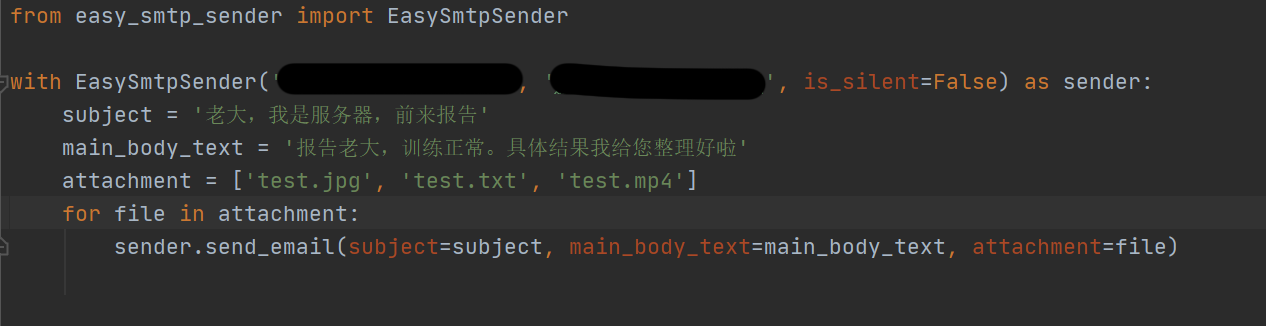 from easy_smtp_sender import EasySmtpSender
with EasySmtpSender(' , ' ', is_silent=False) as sender:
subject = '老大，我是服务器，前来报告'
main_body_text = '报告老大，训练正常。具体结果我给您整理好啦'
attachment = ['test.jpg', 'test.txt', 'test.mp4']
for file in attachment:
sender.send_email(subject=subject, main_body_text=main_body_text, attachment=file)